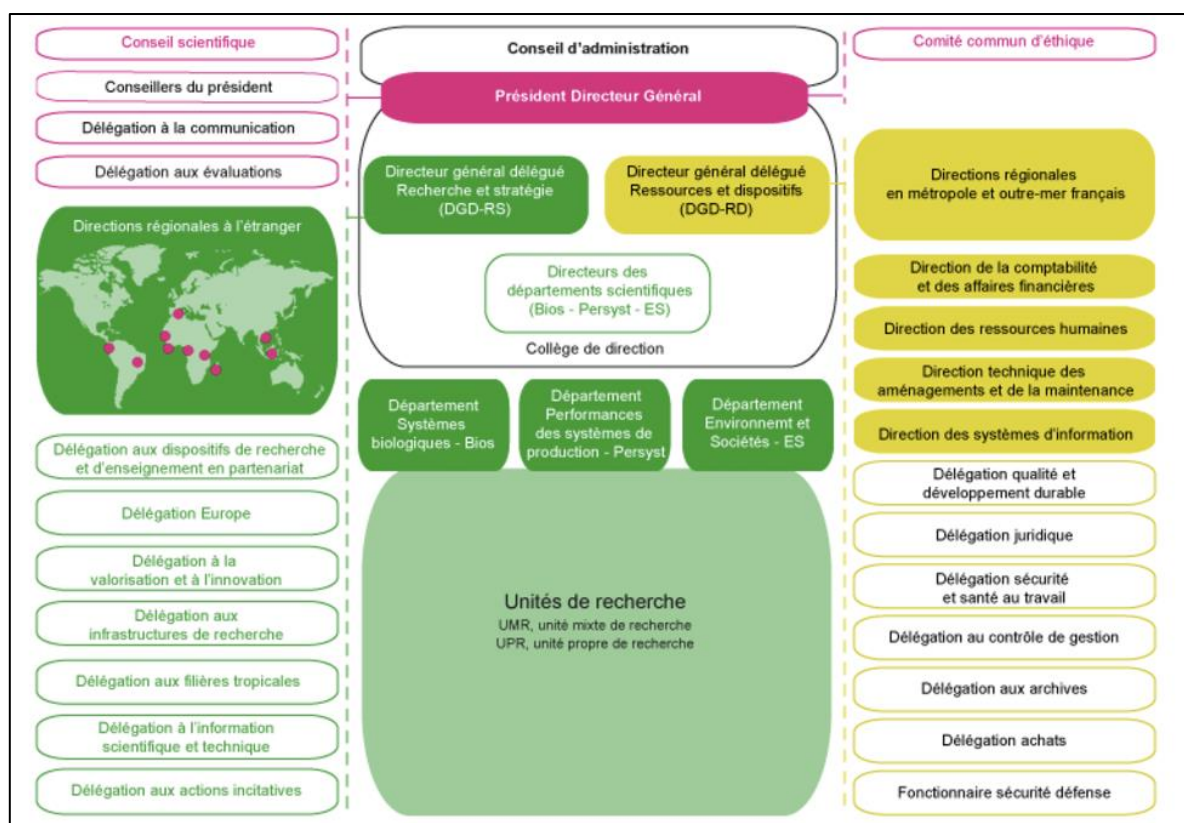 Conseil scientifique
Conseillers du président
Délégation à la communication
Délégation aux évaluations
Directions régionales à l'étranger
Délégation aux dispositifs de recherche
et d'enseignement en partenariat
Délégation Europe
Délégation à la
valorisation et à l'innovation
Délégation aux
infrastructures de recherche
Délégation aux filières tropicales
Délégation à l'information
scientifique et technique
Délégation aux actions incitatives
Conseil d'administration
Président Directeur Général
Directeur général délégué
Recherche et stratégie
(DGD-RS)
Directeur général délégué
Ressources et dispositifs
(DGD-RD)
Directeurs des
départements scientifiques
(Bios - Persyst - ES)
Collège de direction
Département
Systèmes
biologiques - Bios
Département
Performances
des systèmes de
production - Persyst
Département
Environnemt et
Sociétés - ES
Unités de recherche
UMR, unité mixte de recherche
UPR, unité propre de recherche
Comité commun d'éthique
Directions régionales
en métropole et outre-mer français
Direction de la comptabilité
et des affaires financières
Direction des ressources humaines
Direction technique des
aménagements et de la maintenance
Direction des systèmes d'information
Délégation qualité et
développement durable
Délégation juridique
Délégation sécurité
et santé au travail
Délégation au contrôle de gestion
Délégation aux archives
Délégation achats
Fonctionnaire sécurité défense